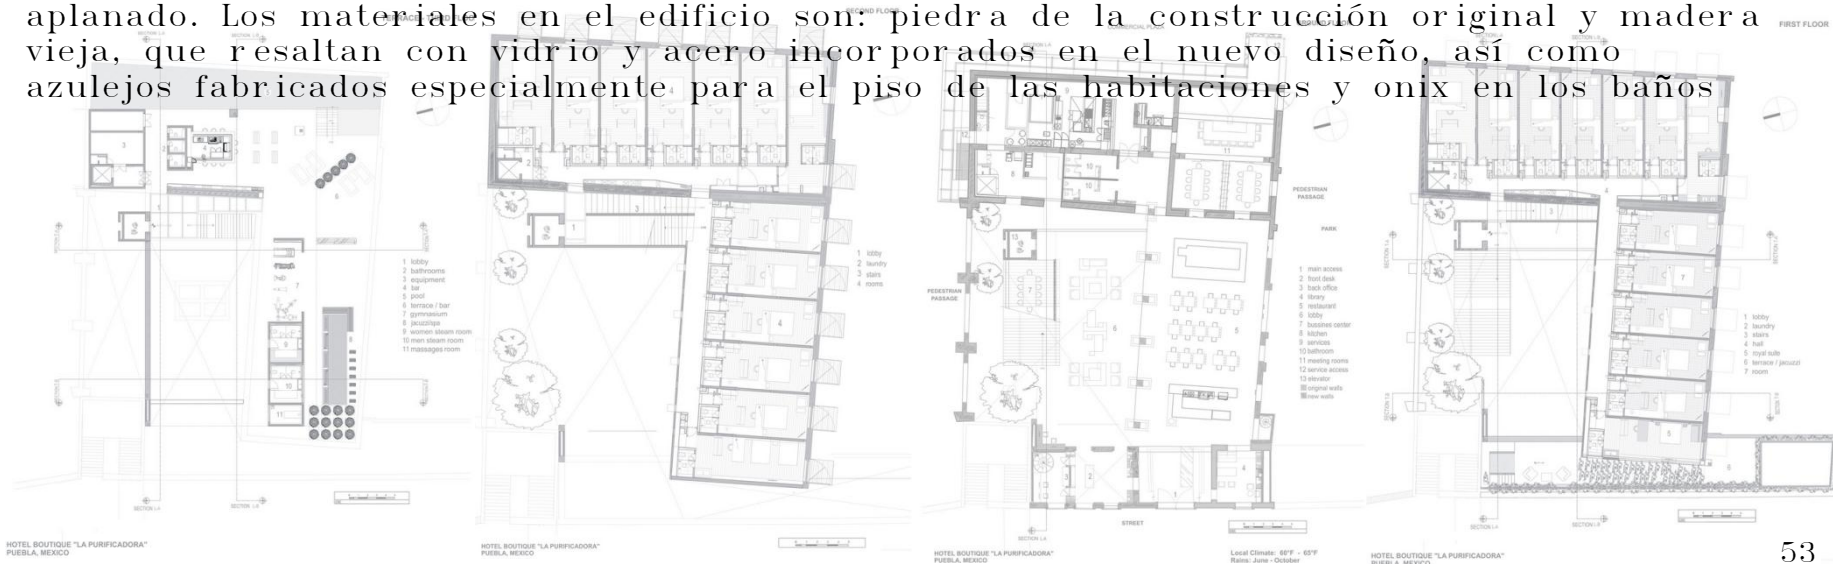 aplanado. Los materiales en el edificio son: piedra de la construcción original y madera
vieja, que resaltan con vidrio y acero incorporados en el nuevo diseño, así como
azulejos fabricados especialmente para el piso de las habitaciones y onix en los baños
SECOND FLOOR
FIRST FLOOR
1 lobby
2 bathrooms
3 equipment
4 bar
5 pool
6 terrace / bar
7 gymnasium
8 jacuzzi/spa
9 women steam room
10 men steam room
11 massages room
HOTEL BOUTIQUE "LA PURIFICADORA"
PUEBLA, MEXICO
1 lobby
2 laundry
3 stairs
4 rooms
HOTEL BOUTIQUE "LA PURIFICADORA"
PUEBLA, MEXICO
PEDESTRIAN
PASSAGE
PARK
PEDESTRIAN
PASSAGE
1 main access
2 front desk
3 back office
4 library
5 restaurant
6 lobby
7 bussines center
8 kitchen
9 services
10 bathroom
11 meeting rooms
12 service access
13 elevator
original walls
new walls
STREET
HOTEL BOUTIQUE "LA PURIFICADORA"
PUEBLA, MEXICO
Local Climate: 60°F - 65°F
Rains: June - October
1 lobby
2 laundry
3 stairs
4 hall
5 royal suite
6 terrace / jacuzzi
7 room
HOTEL BOUTIQUE "LA PURIFICADORA"
PUEBLA, MEXICO
53